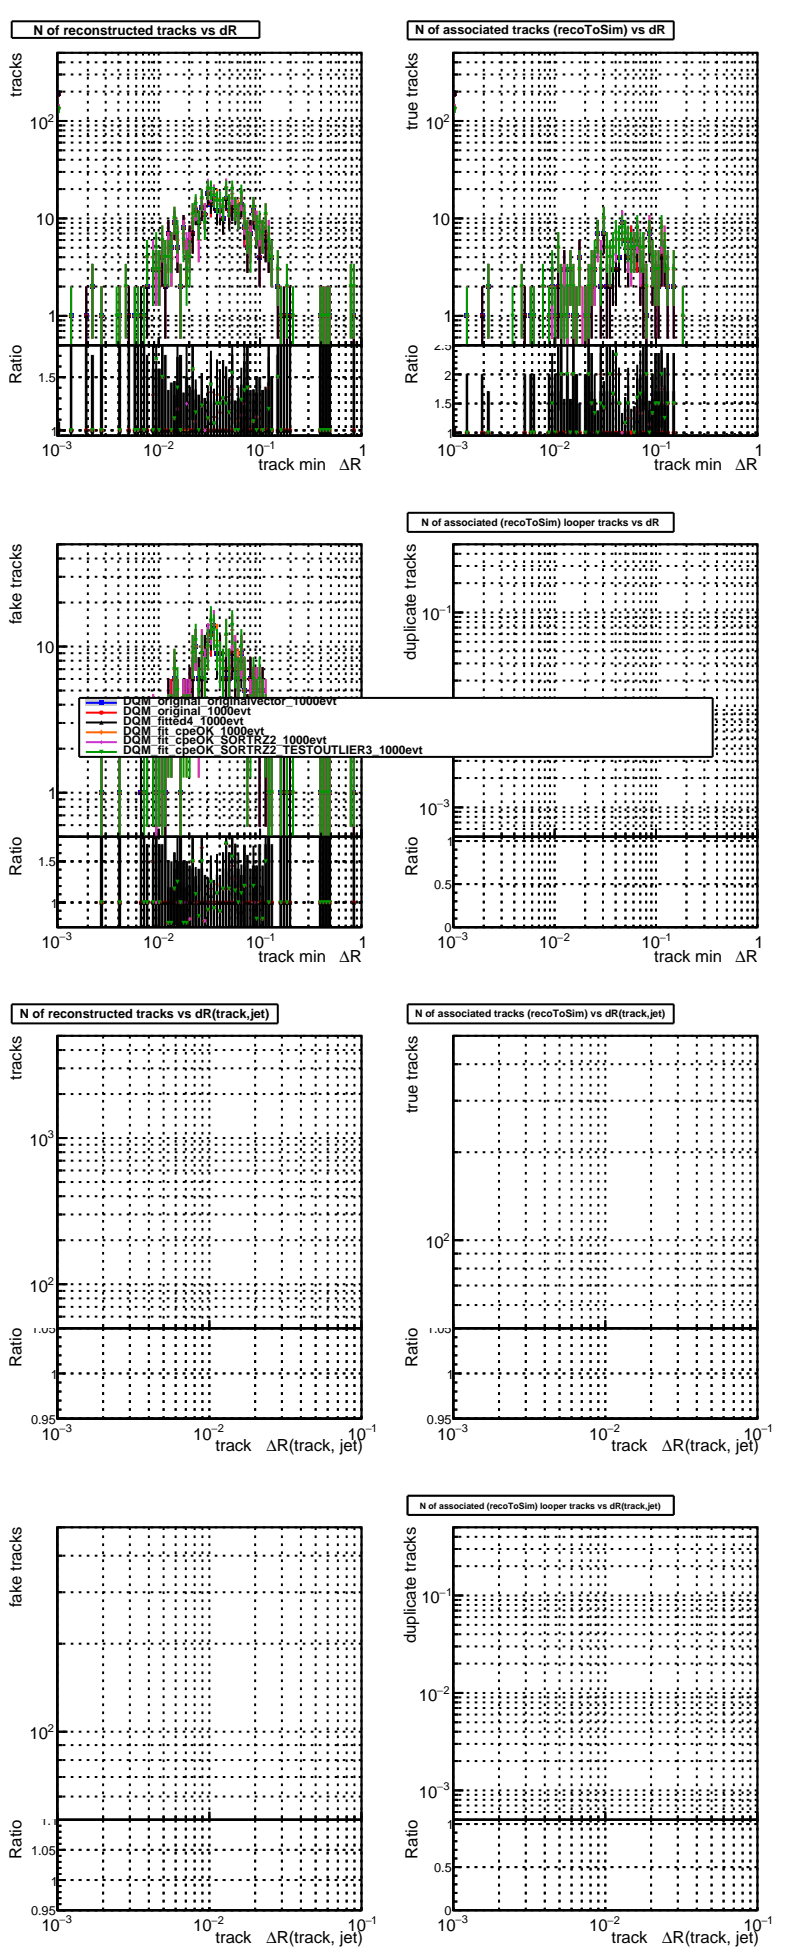 N of reconstructed tracks vs dR
tracks
10²
10
1
Ratio
1.5
1
10⁻³ 10⁻² 10⁻¹ 1
track min ΔR
N of associated tracks (recoToSim) vs dR
true tracks
10²
10
1
Ratio
2.5
2
1.5
1
10⁻³ 10⁻² 10⁻¹ 1
track min ΔR
fake tracks
10
1
Ratio
1.5
1
10⁻³ 10⁻² 10⁻¹ 1
track min ΔR
N of associated (recoToSim) looper tracks vs dR
duplicate tracks
10⁻¹
10⁻³
Ratio
1
0.5
0
10⁻³ 10⁻² 10⁻¹ 1
track min ΔR
DQM_original_originalvector_1000evt
DQM_original_1000evt
DQM_fitted4_1000evt
DQM_fit_cpeOK_1000evt
DQM_fit_cpeOK_SORTRZ2_1000evt
DQM_fit_cpeOK_SORTRZ2_TESTOUTLIER3_1000evt
N of reconstructed tracks vs dR(track,jet)
tracks
10³
10²
Ratio
1.05
1
0.95
10⁻³ 10⁻² 10⁻¹
track ΔR(track, jet)
N of associated tracks (recoToSim) vs dR(track,jet)
true tracks
10²
Ratio
1.05
1
0.95
10⁻³ 10⁻² 10⁻¹
track ΔR(track, jet)
fake tracks
10²
Ratio
1.1
1.05
1
0.95
10⁻³ 10⁻² 10⁻¹
track ΔR(track, jet)
N of associated (recoToSim) looper tracks vs dR(track,jet)
duplicate tracks
10⁻¹
10⁻²
10⁻³
Ratio
1
0.5
0
10⁻³ 10⁻² 10⁻¹
track ΔR(track, jet)